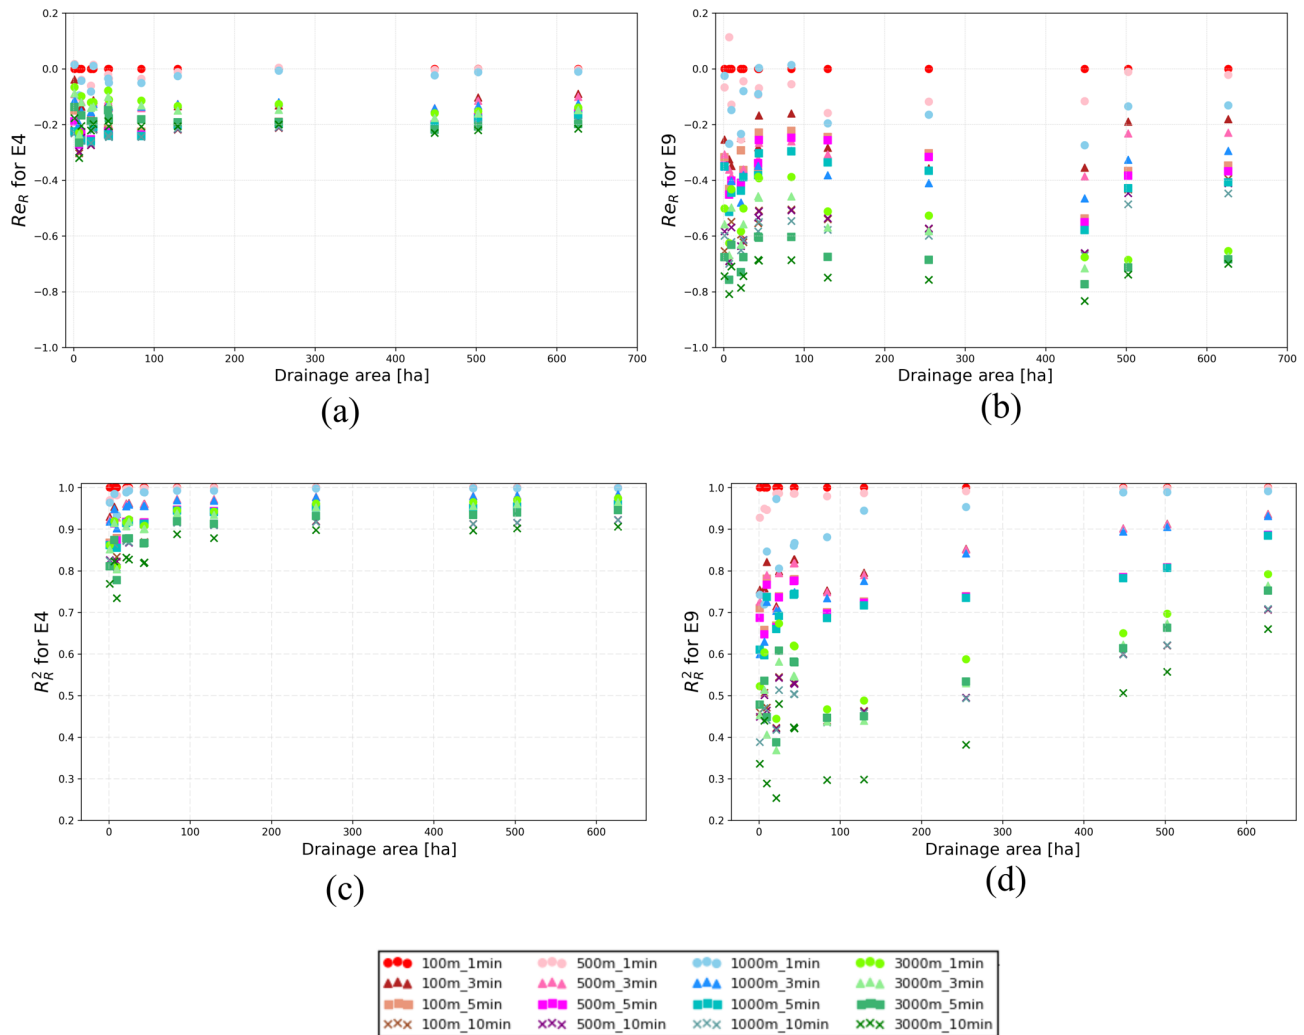 0.2
0.0
−0.2
−0.4
−0.6
−0.8
−1.0
Re_R for E4
0 100 200 300 400 500 600 700
Drainage area [ha]
(a)
0.2
0.0
−0.2
−0.4
−0.6
−0.8
−1.0
Re_R for E9
0 100 200 300 400 500 600 700
Drainage area [ha]
(b)
1.0
0.9
0.8
0.7
0.6
0.5
0.4
0.3
0.2
R_R^2 for E4
0 100 200 300 400 500 600
Drainage area [ha]
(c)
1.0
0.9
0.8
0.7
0.6
0.5
0.4
0.3
0.2
R_R^2 for E9
0 100 200 300 400 500 600
Drainage area [ha]
(d)
100m_1min 500m_1min 1000m_1min 3000m_1min
100m_3min 500m_3min 1000m_3min 3000m_3min
100m_5min 500m_5min 1000m_5min 3000m_5min
100m_10min 500m_10min 1000m_10min 3000m_10min